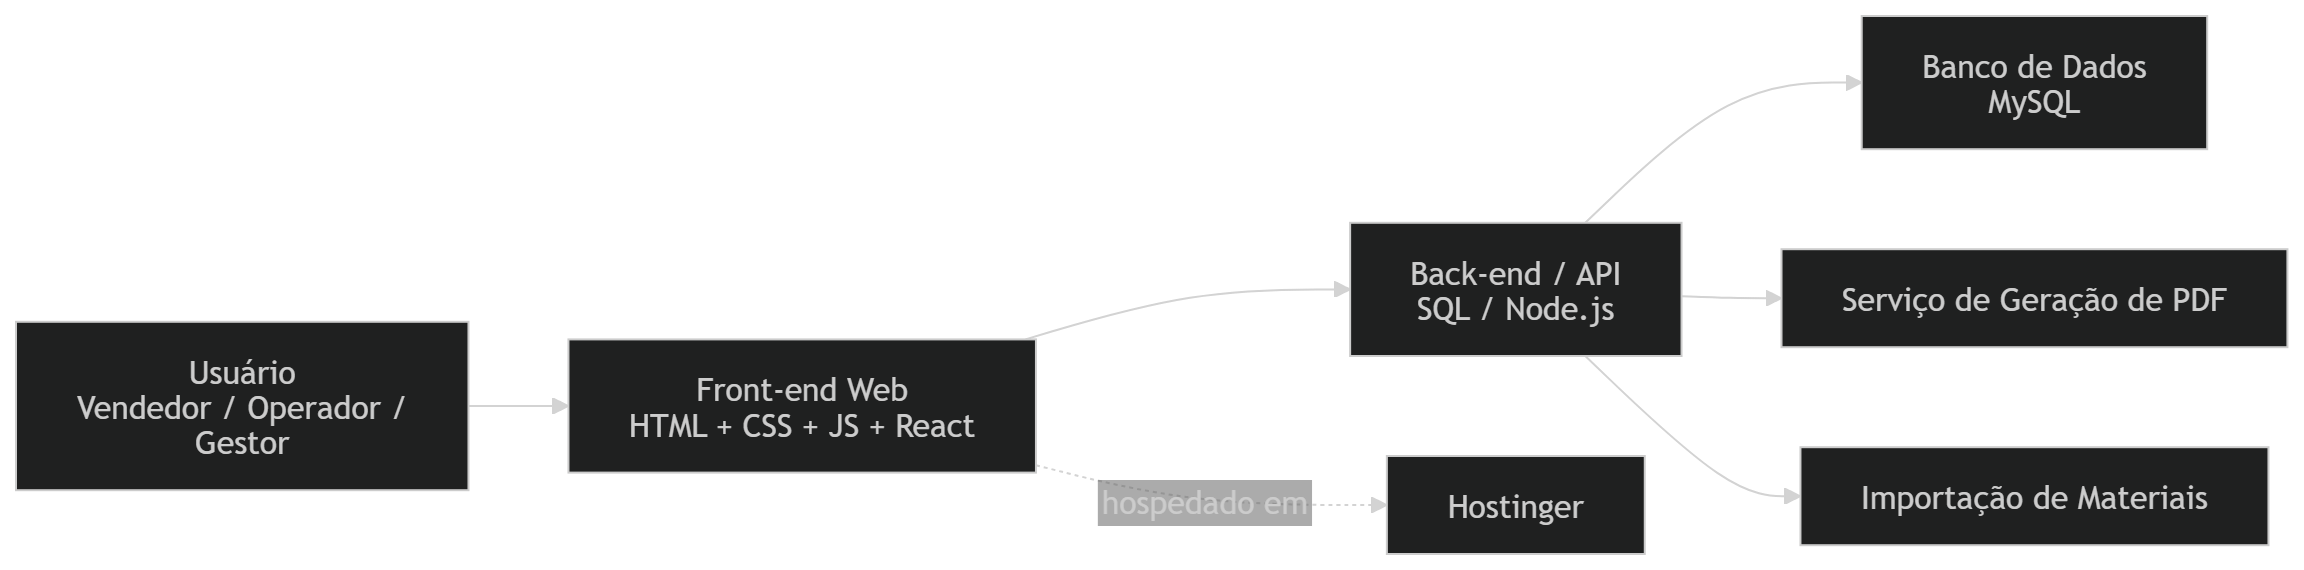 Usuário
Vendedor / Operador /
Gestor
Front-end Web
HTML + CSS + JS + React
hospedado em
Hostinger
Back-end / API
SQL / Node.js
Banco de Dados
MySQL
Serviço de Geração de PDF
Importação de Materiais